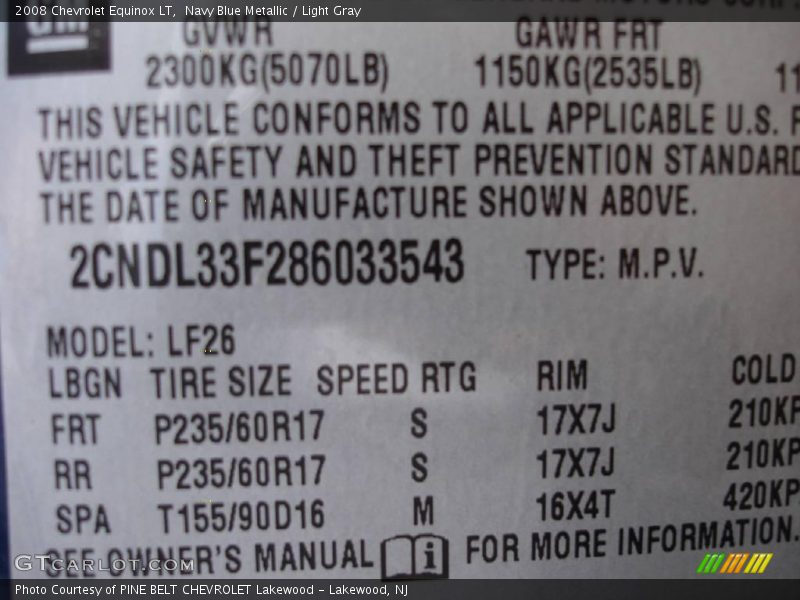 2008 Chevrolet Equinox LT, Navy Blue Metallic / Light Gray
GM
GVWR GAWR FRT
2300KG(5070LB) 1150KG(2535LB) 11
THIS VEHICLE CONFORMS TO ALL APPLICABLE U.S. F
VEHICLE SAFETY AND THEFT PREVENTION STANDARD
THE DATE OF MANUFACTURE SHOWN ABOVE.
2CNDL33F286033543 TYPE: M.P.V.
MODEL: LF26
LBGN TIRE SIZE SPEED RTG RIM COLD
FRT P235/60R17 S 17X7J 210KP
RR P235/60R17 S 17X7J 210KP
SPA T155/90D16 M 16X4T 420KP
SEE OWNER'S MANUAL i FOR MORE INFORMATION.
GTCarLot.com
Photo Courtesy of PINE BELT CHEVROLET Lakewood – Lakewood, NJ